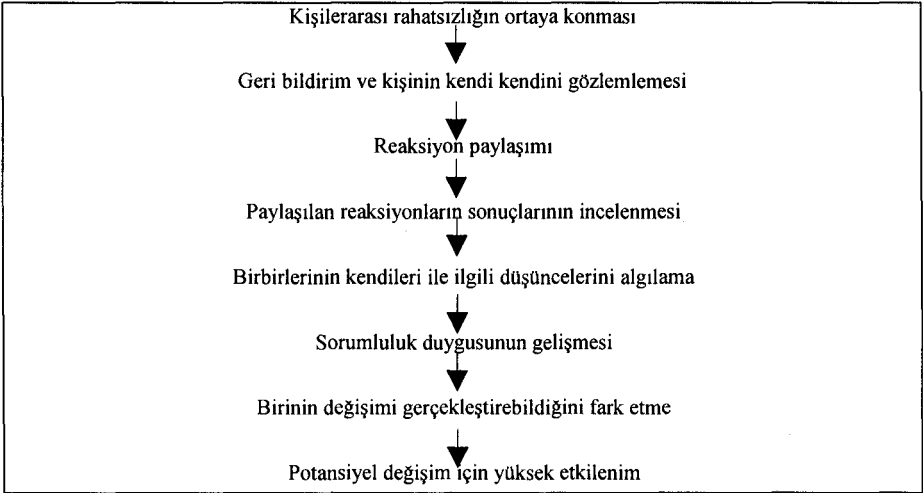 Kişilerarası rahatsızlığın ortaya konması
Geri bildirim ve kişinin kendi kendini gözlemlemesi
Reaksiyon paylaşımı
Paylaşılan reaksiyonların sonuçlarının incelenmesi
Birbirlerinin kendileri ile ilgili düşüncelerini algılama
Sorumluluk duygusunun gelişmesi
Birinin değişimi gerçekleştirebildiğini fark etme
Potansiyel değişim için yüksek etkilenim